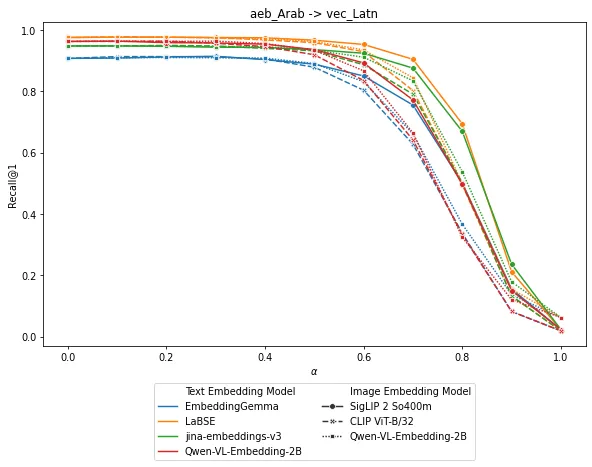 aeb_Arab -> vec_Latn
1.0
0.8
0.6
0.4
0.2
0.0
Recall@1
0.0 0.2 0.4 0.6 0.8 1.0
α
Text Embedding Model Image Embedding Model
EmbeddingGemma SigLIP 2 So400m
LaBSE CLIP ViT-B/32
jina-embeddings-v3 Qwen-VL-Embedding-2B
Qwen-VL-Embedding-2B